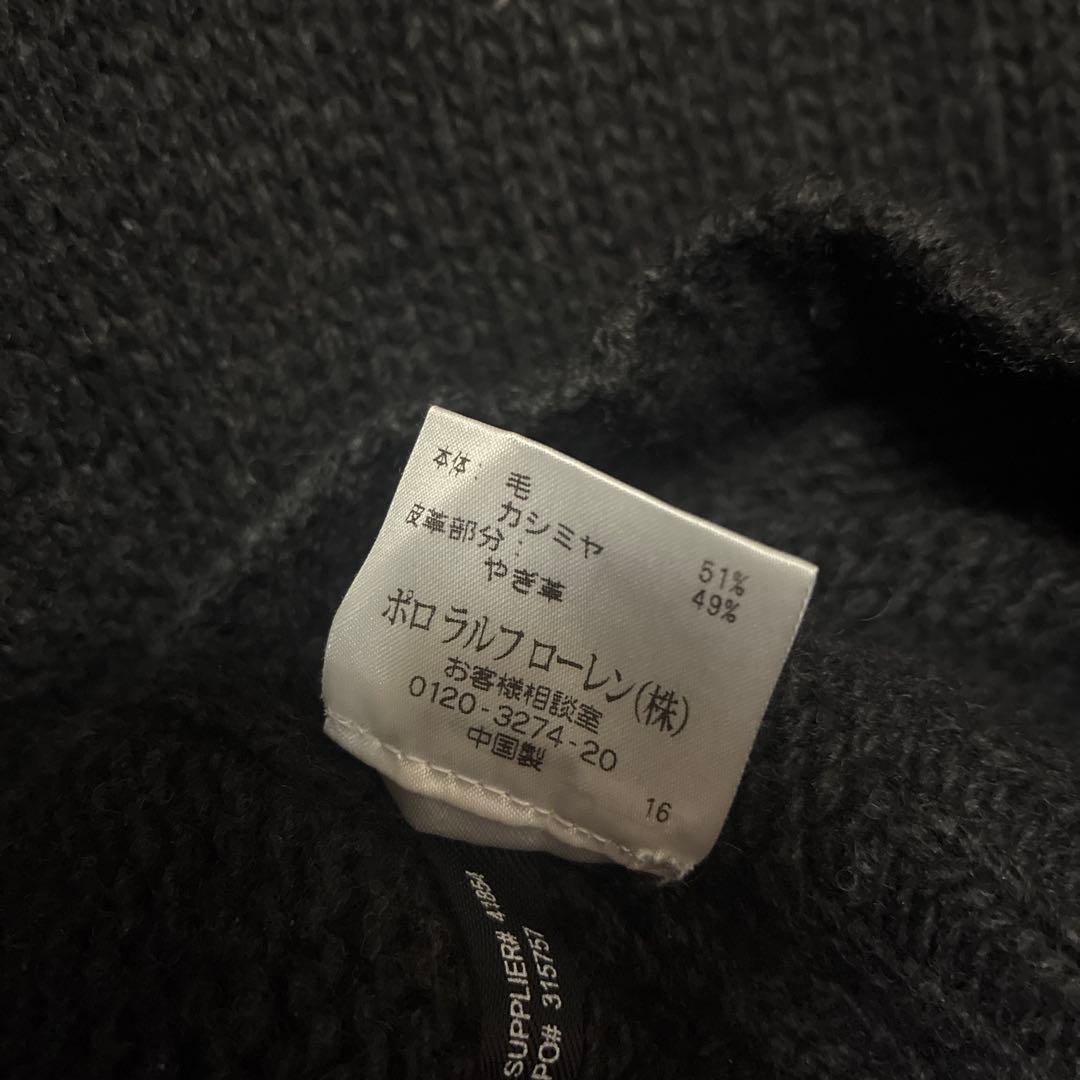 本体: 毛 51%
カシミヤ 49%
皮革部分:
やぎ革
ポロ ラルフ ローレン(株)
お客様相談室
0120-3274-20
中国製
16
SUPPLIER# 41854
PO# 315757